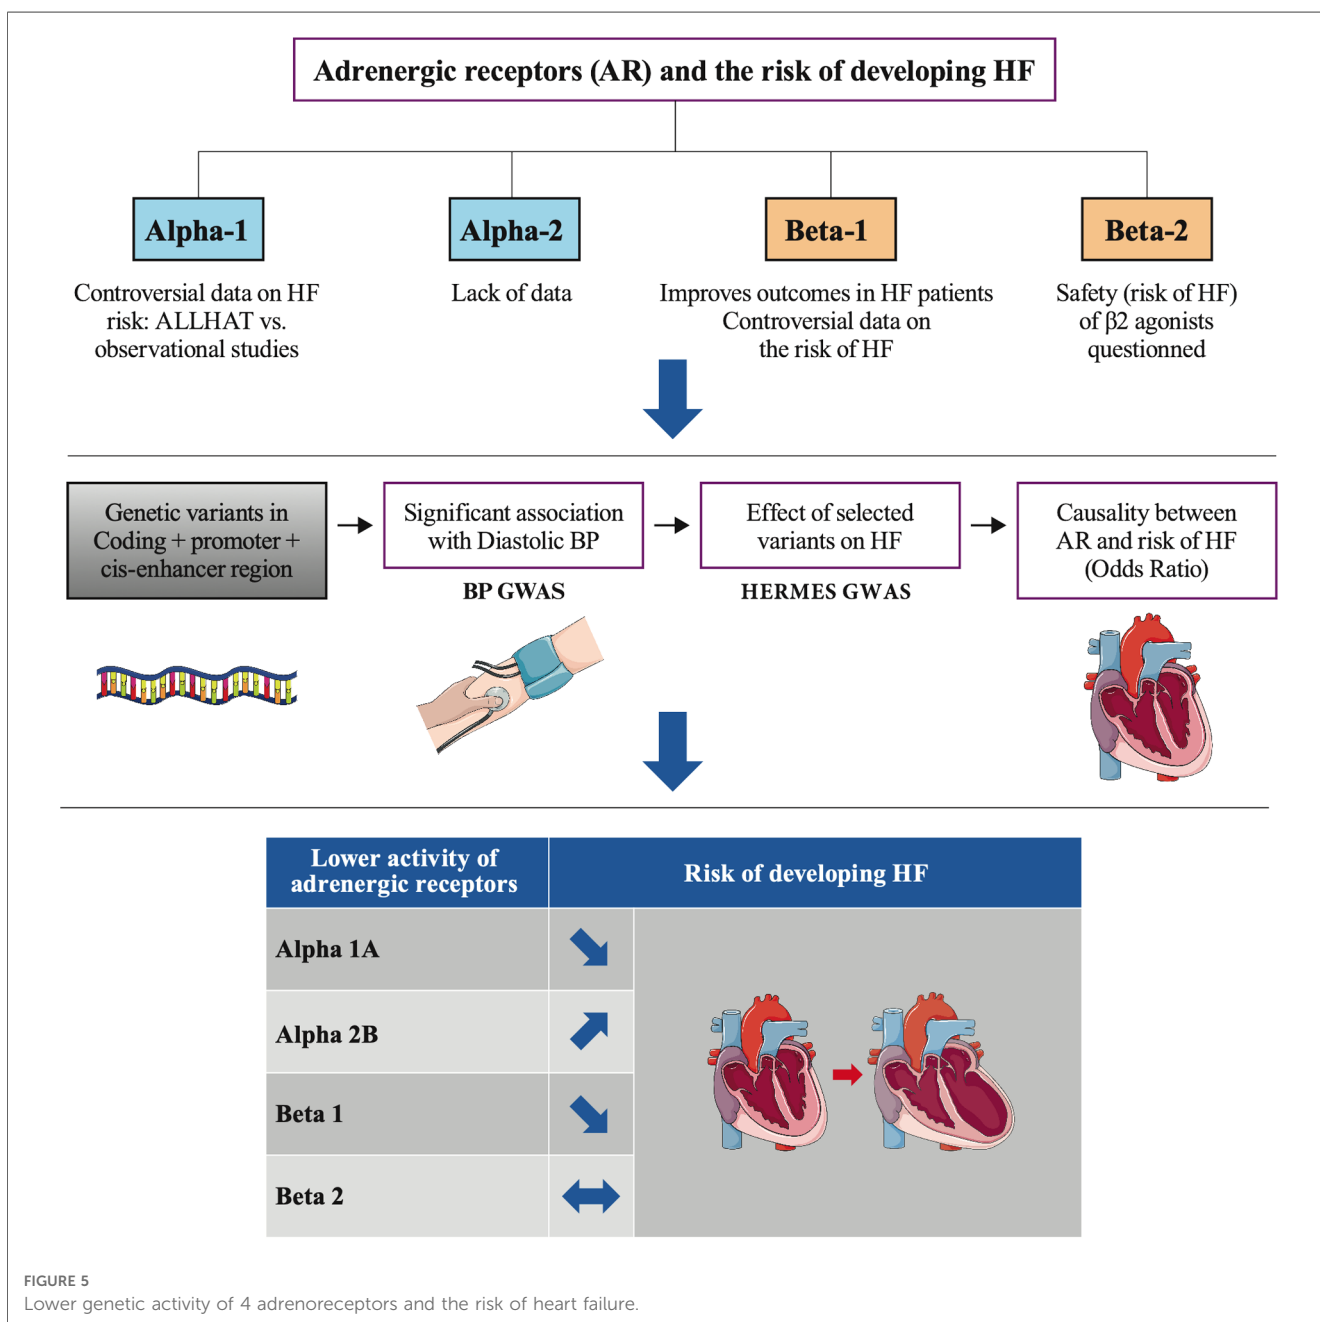 Adrenergic receptors (AR) and the risk of developing HF
Alpha-1
Alpha-2
Beta-1
Beta-2
Controversial data on HF
risk: ALLHAT vs.
observational studies
Lack of data
Improves outcomes in HF patients
Controversial data on
the risk of HF
Safety (risk of HF)
of β2 agonists
questionned
Genetic variants in
Coding + promoter +
cis-enhancer region
Significant association
with Diastolic BP
BP GWAS
Effect of selected
variants on HF
HERMES GWAS
Causality between
AR and risk of HF
(Odds Ratio)
Lower activity of
adrenergic receptors
Risk of developing HF
Alpha 1A
Alpha 2B
Beta 1
Beta 2
FIGURE 5
Lower genetic activity of 4 adrenoreceptors and the risk of heart failure.